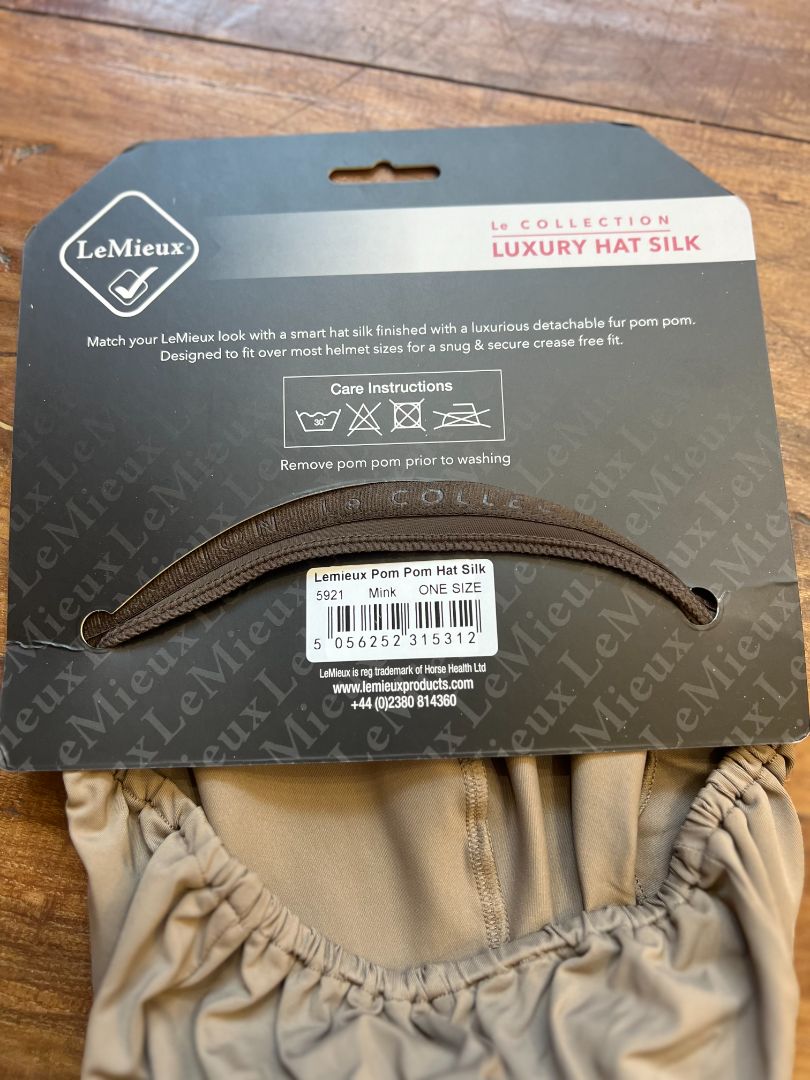 LeMieux
Le COLLECTION
LUXURY HAT SILK
Match your LeMieux look with a smart hat silk finished with a luxurious detachable fur pom pom.
Designed to fit over most helmet sizes for a snug & secure crease free fit.
Care Instructions
30°
Remove pom pom prior to washing
Le COLLE
Lemieux Pom Pom Hat Silk
5921 Mink ONE SIZE
5 056252 315312
LeMieux is reg trademark of Horse Health Ltd
www.lemieuxproducts.com
+44 (0)2380 814360